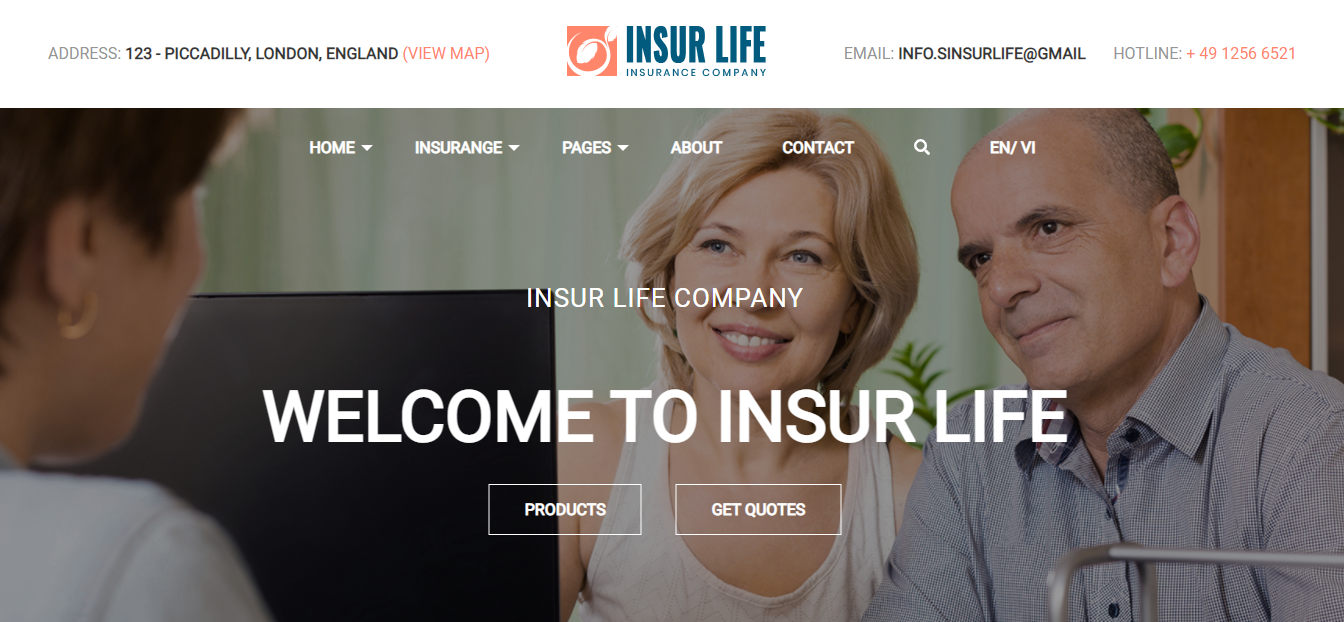 ADDRESS: 123 - PICCADILLY, LONDON, ENGLAND (VIEW MAP)
INSUR LIFE
INSURANCE COMPANY
EMAIL: INFO.SINSURLIFE@GMAIL
HOTLINE: + 49 1256 6521
HOME
INSURANGE
PAGES
ABOUT
CONTACT
EN/ VI
INSUR LIFE COMPANY
WELCOME TO INSUR LIFE
PRODUCTS
GET QUOTES